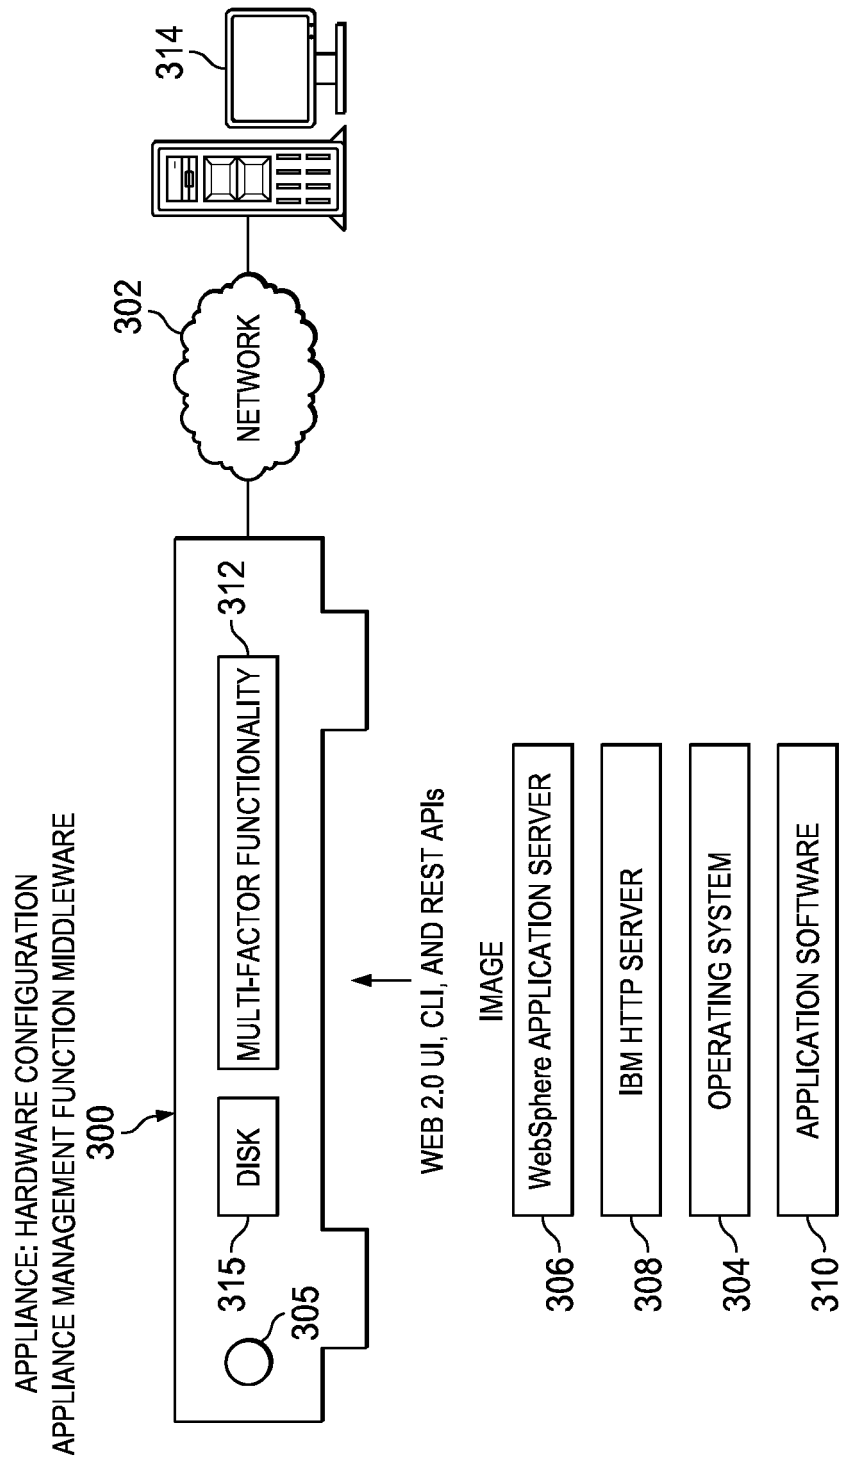 APPLIANCE: HARDWARE CONFIGURATION
APPLIANCE MANAGEMENT FUNCTION MIDDLEWARE
300
305
315
DISK
MULTI-FACTOR FUNCTIONALITY
312
NETWORK
302
314
WEB 2.0 UI, CLI, AND REST APIs
IMAGE
306
WebSphere APPLICATION SERVER
308
IBM HTTP SERVER
304
OPERATING SYSTEM
310
APPLICATION SOFTWARE